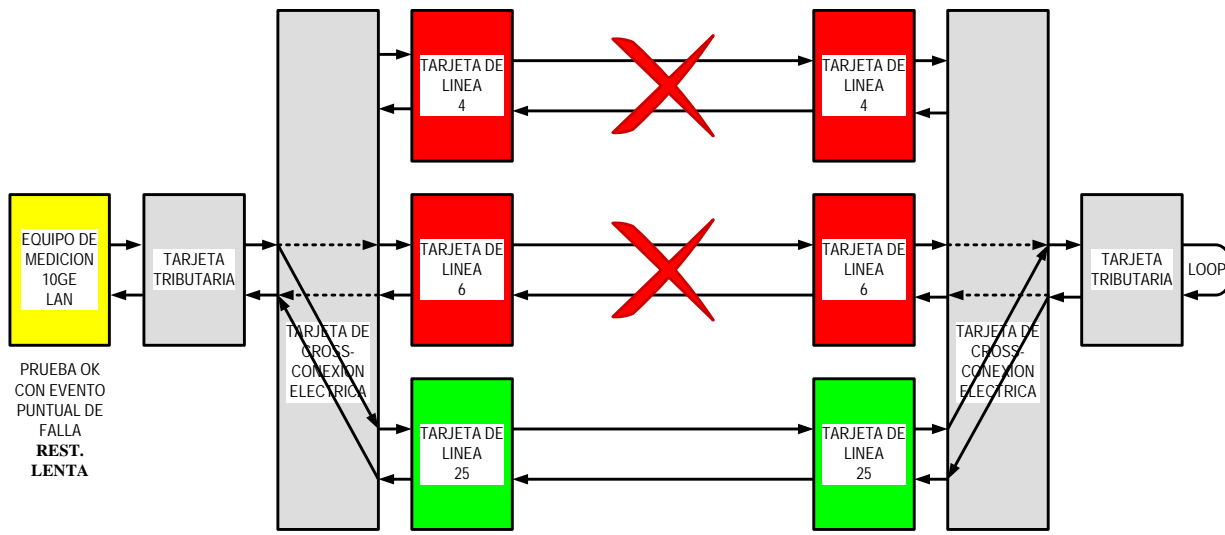 TARJETA DE
LINEA
4
TARJETA DE
LINEA
4
EQUIPO DE
MEDICION
10GE
LAN
TARJETA
TRIBUTARIA
TARJETA DE
LINEA
6
TARJETA DE
LINEA
6
TARJETA
TRIBUTARIA
LOOP
TARJETA DE
CROSS-
CONEXION
ELECTRICA
TARJETA DE
CROSS-
CONEXION
ELECTRICA
PRUEBA OK
CON EVENTO
PUNTUAL DE
FALLA
REST.
LENTA
TARJETA DE
LINEA
25
TARJETA DE
LINEA
25